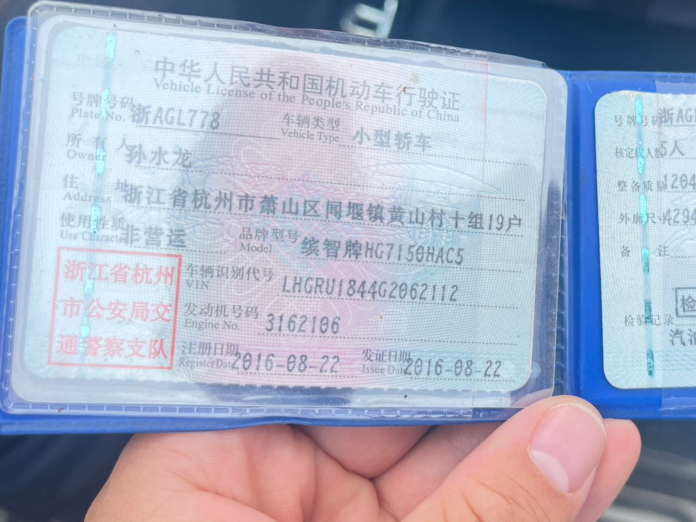 中华人民共和国机动车行驶证
Vehicle License of the People's Republic of China
号牌号码 浙AGL778 车辆类型 小型轿车
Plate No. Vehicle Type
所有人 孙水龙
Owner
住址 浙江省杭州市萧山区闻堰镇黄山村十组19户
Address
使用性质 非营运 品牌型号 缤智牌HG7150HAC5
Use Character Model
浙江省杭州
市公安局交
通警察支队
车辆识别代号 LHGRU1844G2062112
VIN
发动机号码 3162106
Engine No.
注册日期 2016-08-22 发证日期 2016-08-22
Register Date Issue Date
号牌号码 浙AG
核定载人数 5人
整备质量 1204
外廓尺寸 4294
备注
检
检验记录
汽油